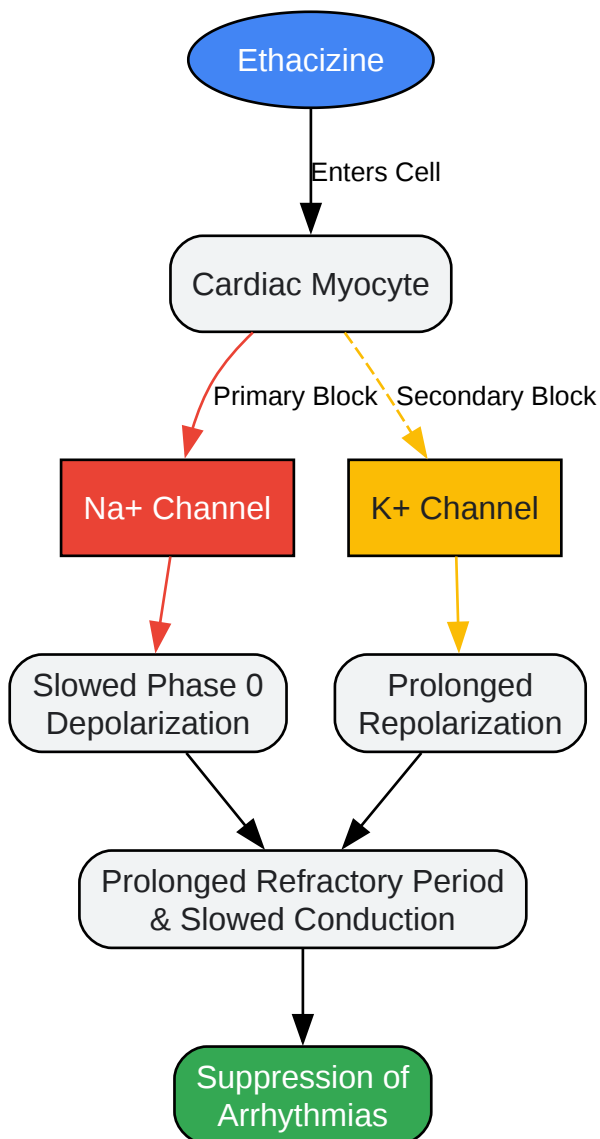 Ethacizine
Enters Cell
Cardiac Myocyte
Primary Block
Secondary Block
Na+ Channel
K+ Channel
Slowed Phase 0
Depolarization
Prolonged
Repolarization
Prolonged Refractory Period
& Slowed Conduction
Suppression of
Arrhythmias